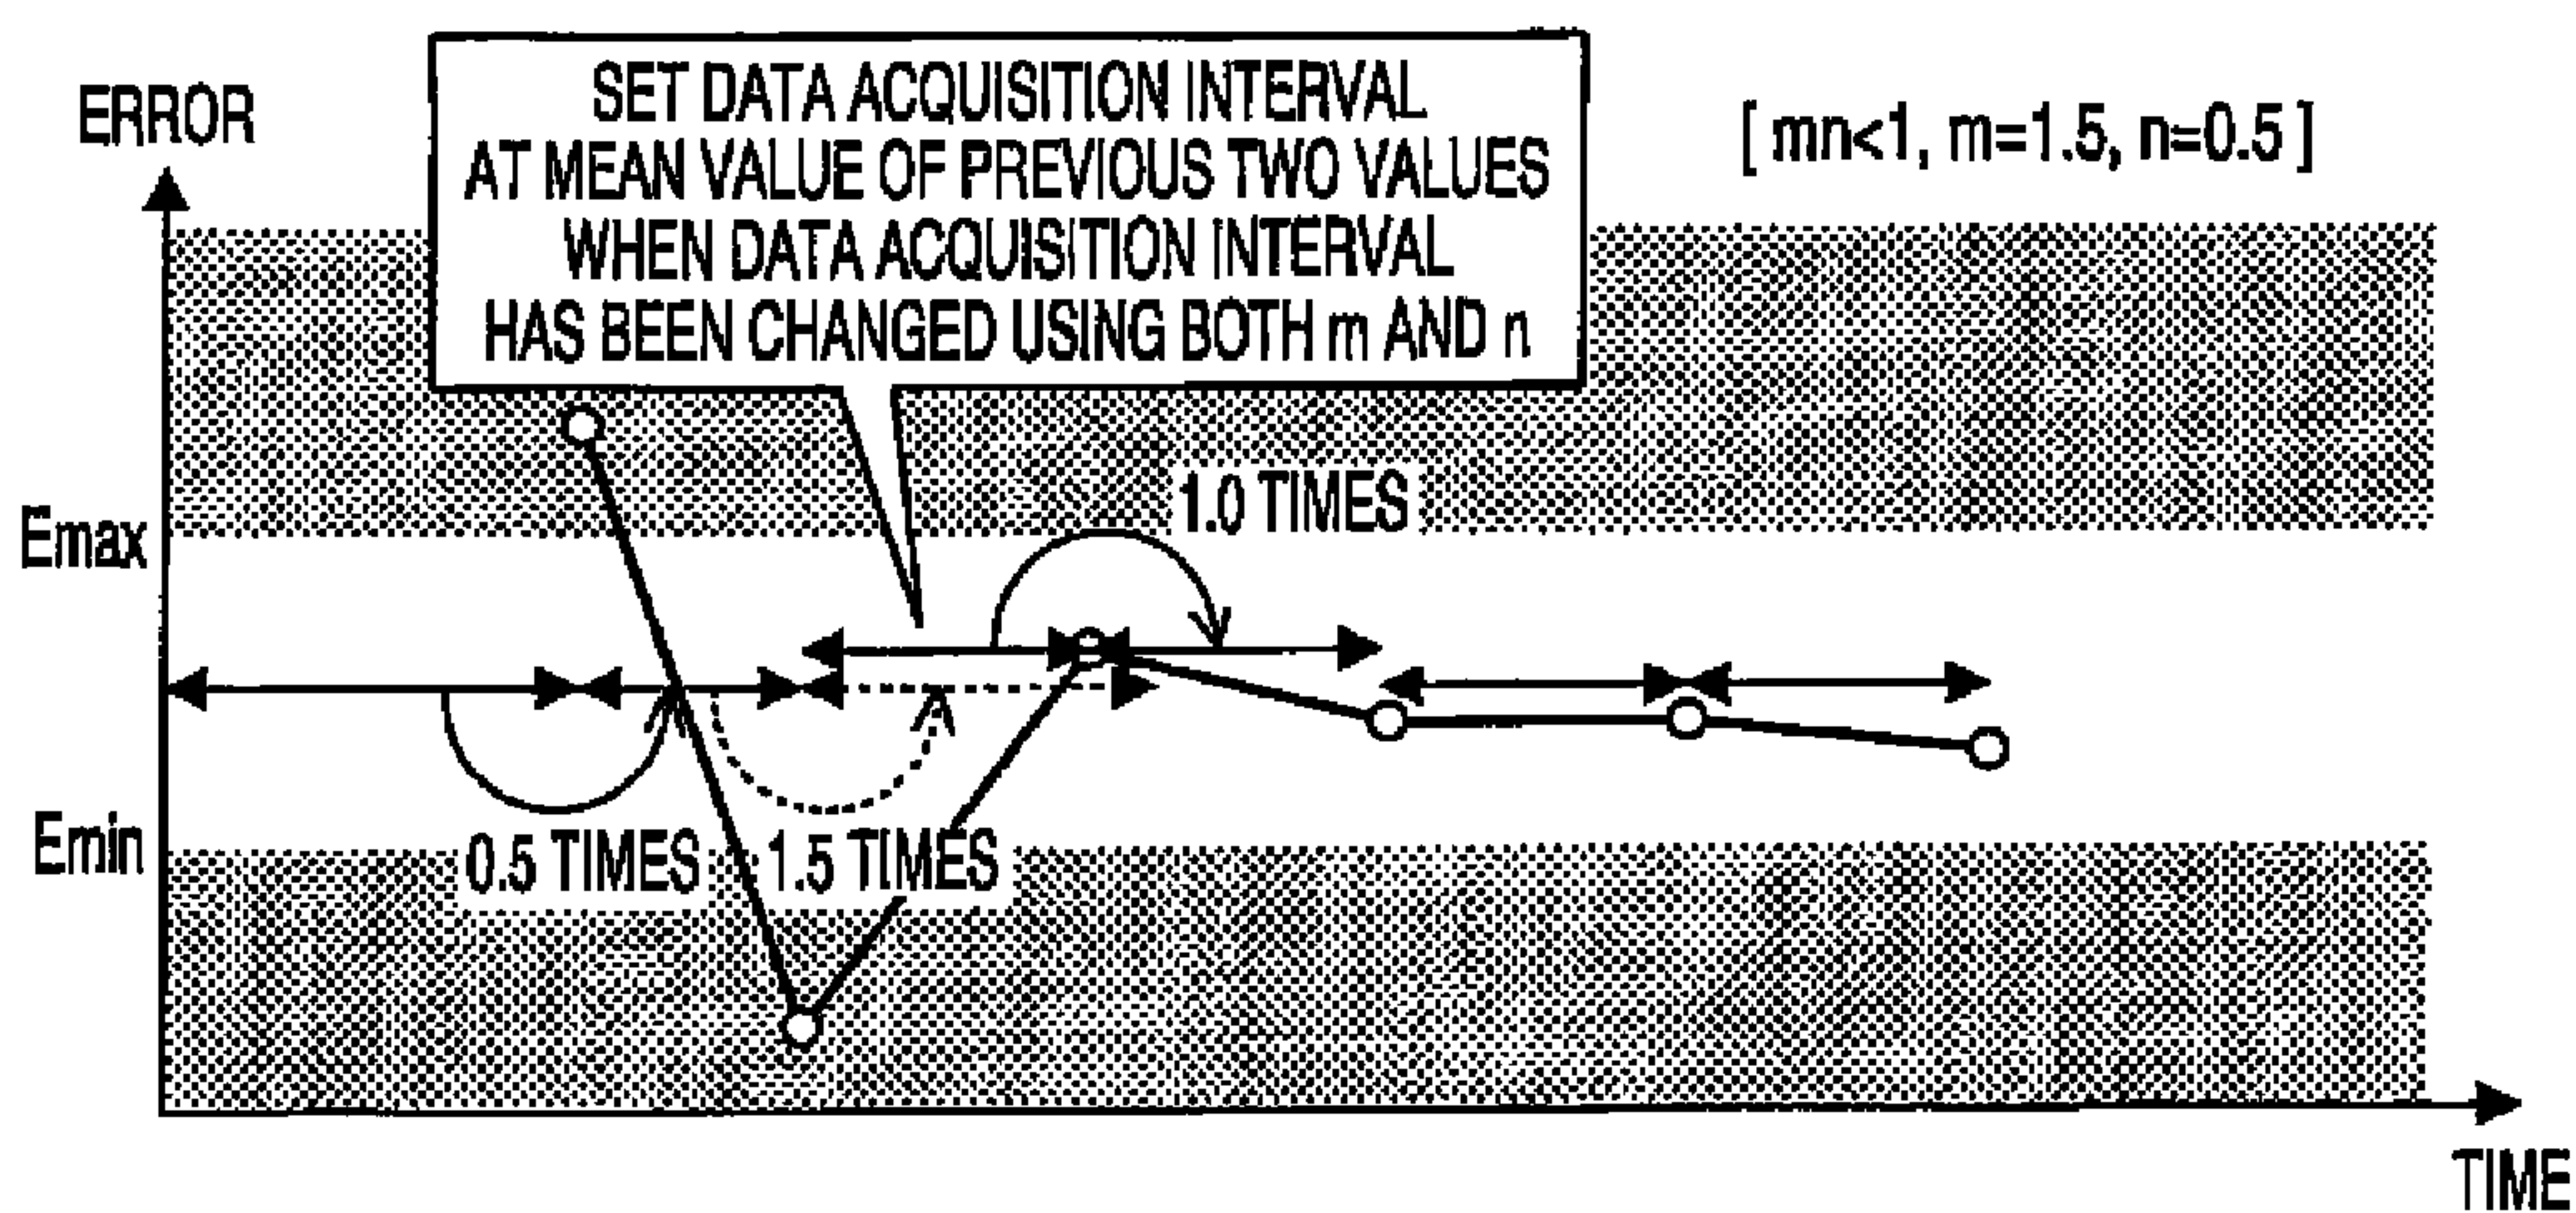 ERROR
SET DATA ACQUISITION INTERVAL
AT MEAN VALUE OF PREVIOUS TWO VALUES
WHEN DATA ACQUISITION INTERVAL
HAS BEEN CHANGED USING BOTH m AND n
[ mn<1, m=1.5, n=0.5 ]
1.0 TIMES
Emax
Emin
0.5 TIMES
1.5 TIMES
TIME